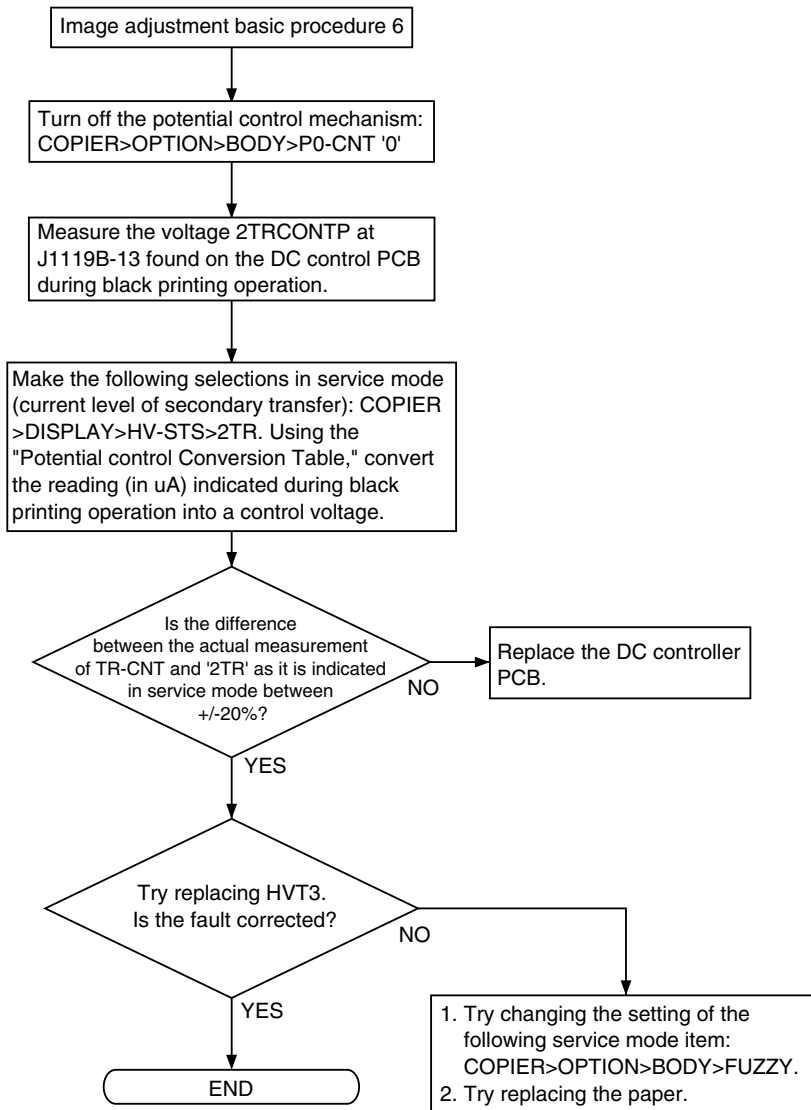 Image adjustment basic procedure 6
Turn off the potential control mechanism:
COPIER>OPTION>BODY>P0-CNT '0'
Measure the voltage 2TRCONTP at
J1119B-13 found on the DC control PCB
during black printing operation.
Make the following selections in service mode
(current level of secondary transfer): COPIER
>DISPLAY>HV-STS>2TR. Using the
"Potential control Conversion Table," convert
the reading (in uA) indicated during black
printing operation into a control voltage.
Is the difference
between the actual measurement
of TR-CNT and '2TR' as it is indicated
in service mode between
+/-20%?
NO
Replace the DC controller
PCB.
YES
Try replacing HVT3.
Is the fault corrected?
NO
YES
1. Try changing the setting of the
following service mode item:
COPIER>OPTION>BODY>FUZZY.
2. Try replacing the paper.
END